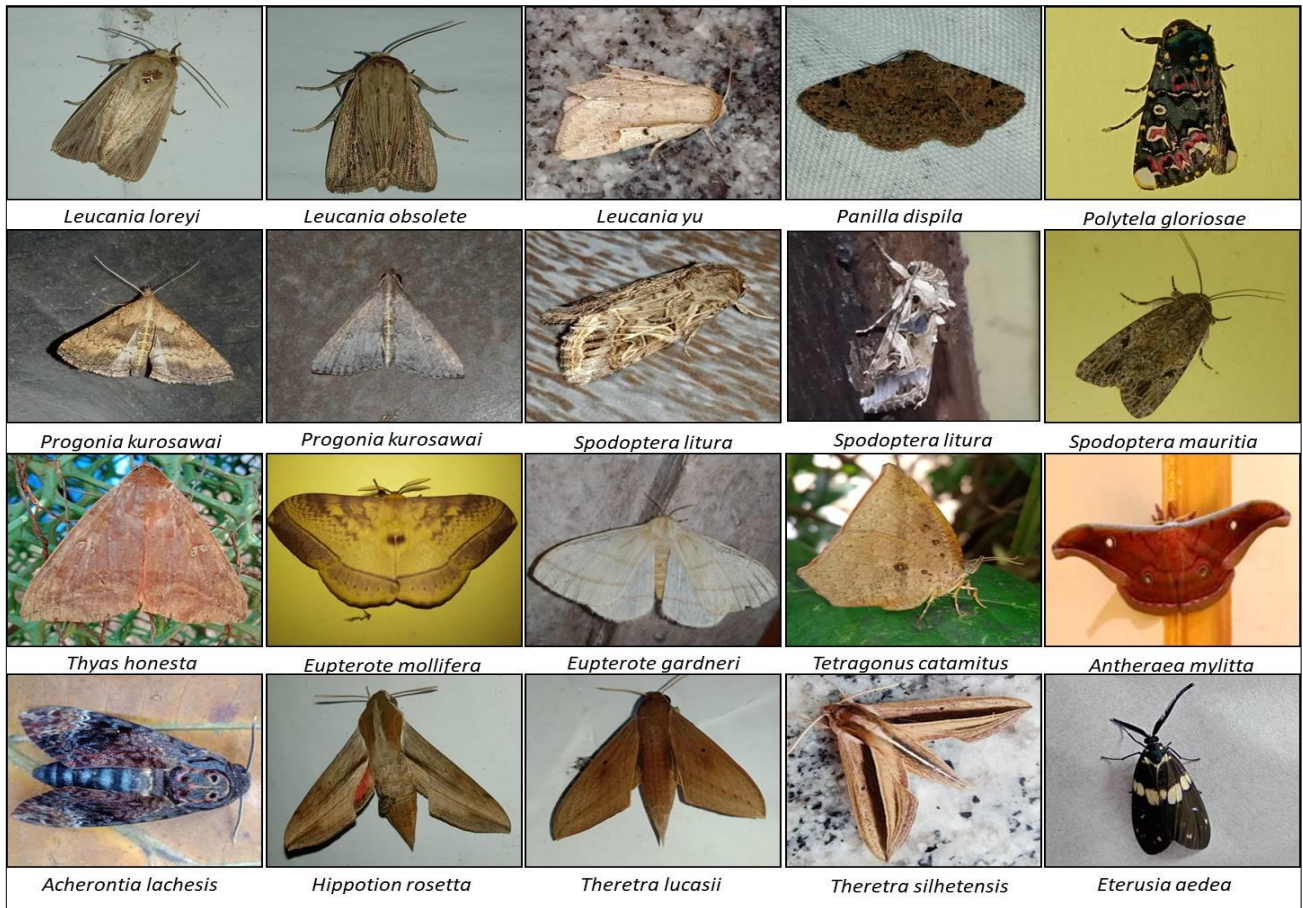 Leucania loreyi
Leucania obsolete
Leucania yu
Panilla dispila
Polytela gloriosae
Progonia kurosawai
Progonia kurosawai
Spodoptera litura
Spodoptera litura
Spodoptera mauritia
Thyas honesta
Eupterote mollifera
Eupterote gardneri
Tetragonus catamitus
Antheraea mylitta
Acherontia lachesis
Hippotion rosetta
Theretra lucasii
Theretra silhetensis
Eterusia aedea